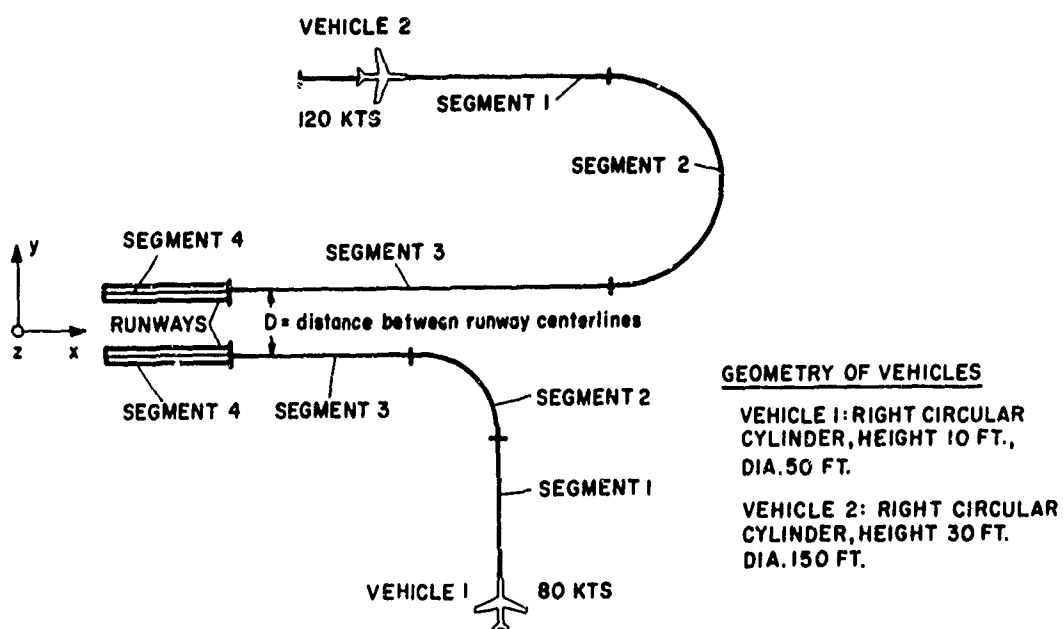 VEHICLE 2
120 KTS
SEGMENT 1
SEGMENT 2
SEGMENT 4
SEGMENT 3
y
RUNWAYS
D = distance between runway centerlines
z
x
SEGMENT 4
SEGMENT 3
SEGMENT 2
SEGMENT 1
VEHICLE 1
80 KTS
GEOMETRY OF VEHICLES
VEHICLE 1: RIGHT CIRCULAR
CYLINDER, HEIGHT 10 FT.,
DIA. 50 FT.
VEHICLE 2: RIGHT CIRCULAR
CYLINDER, HEIGHT 30 FT.
DIA. 150 FT.